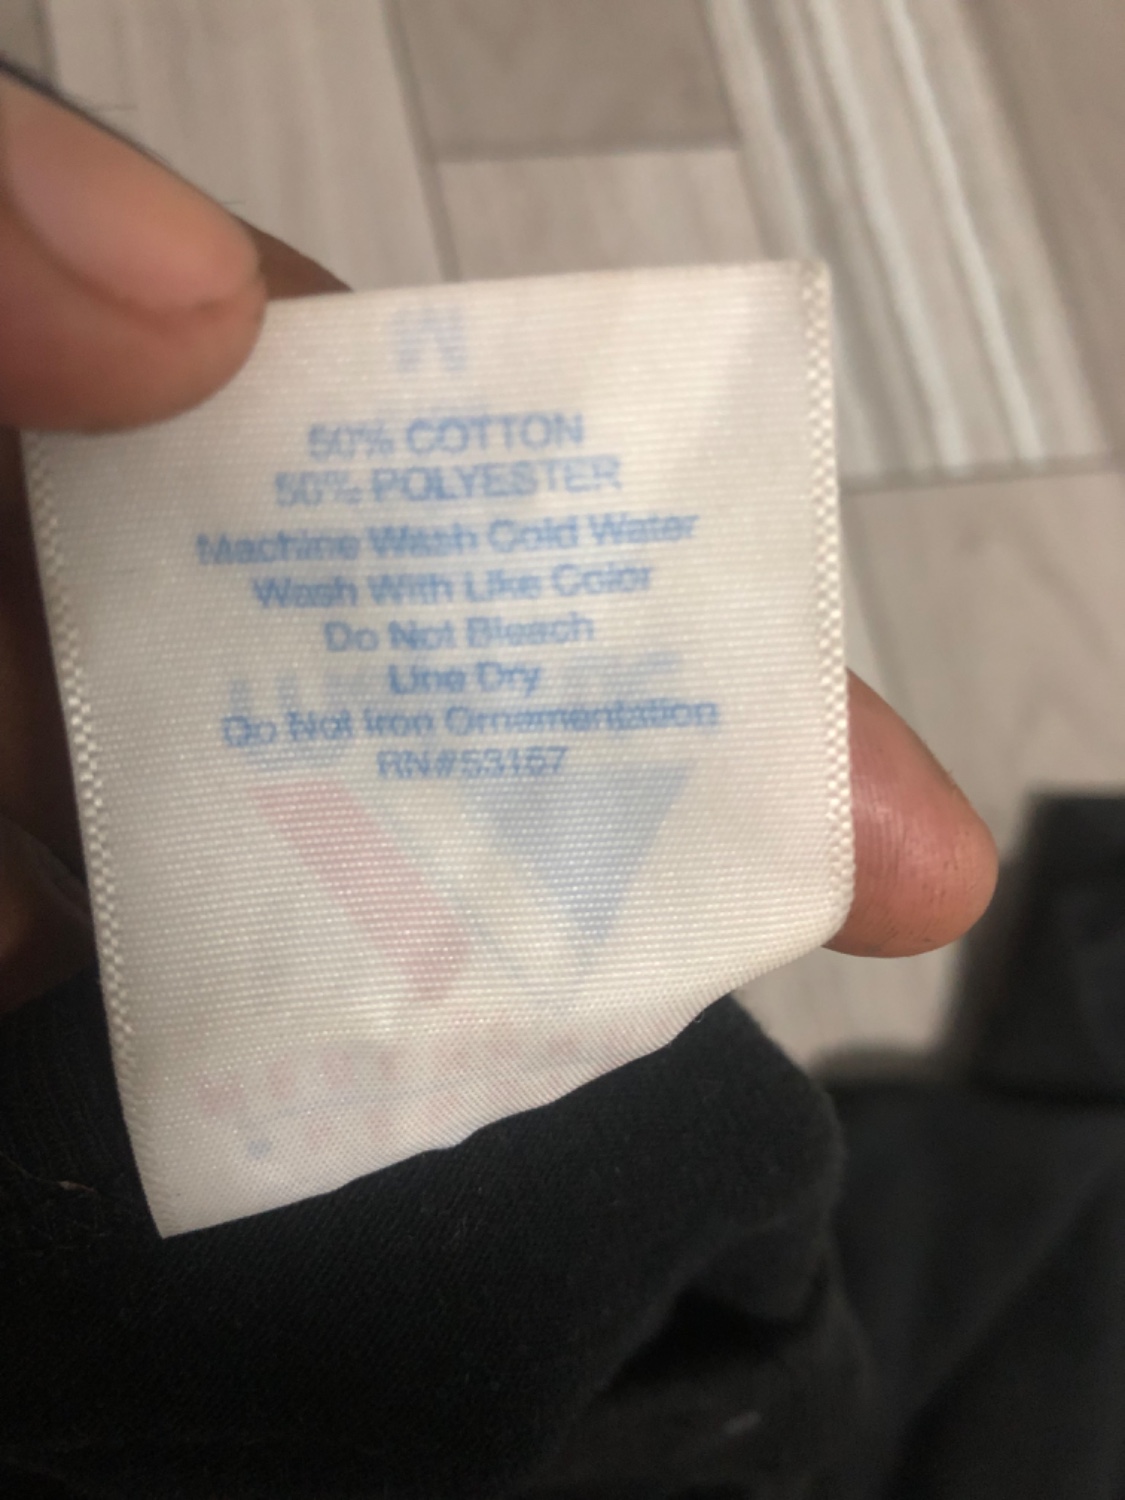 50% COTTON
50% POLYESTER
Machine Wash Cold Water
Wash With Like Color
Do Not Bleach
Line Dry
Do Not Iron Ornamentation
RN#53157